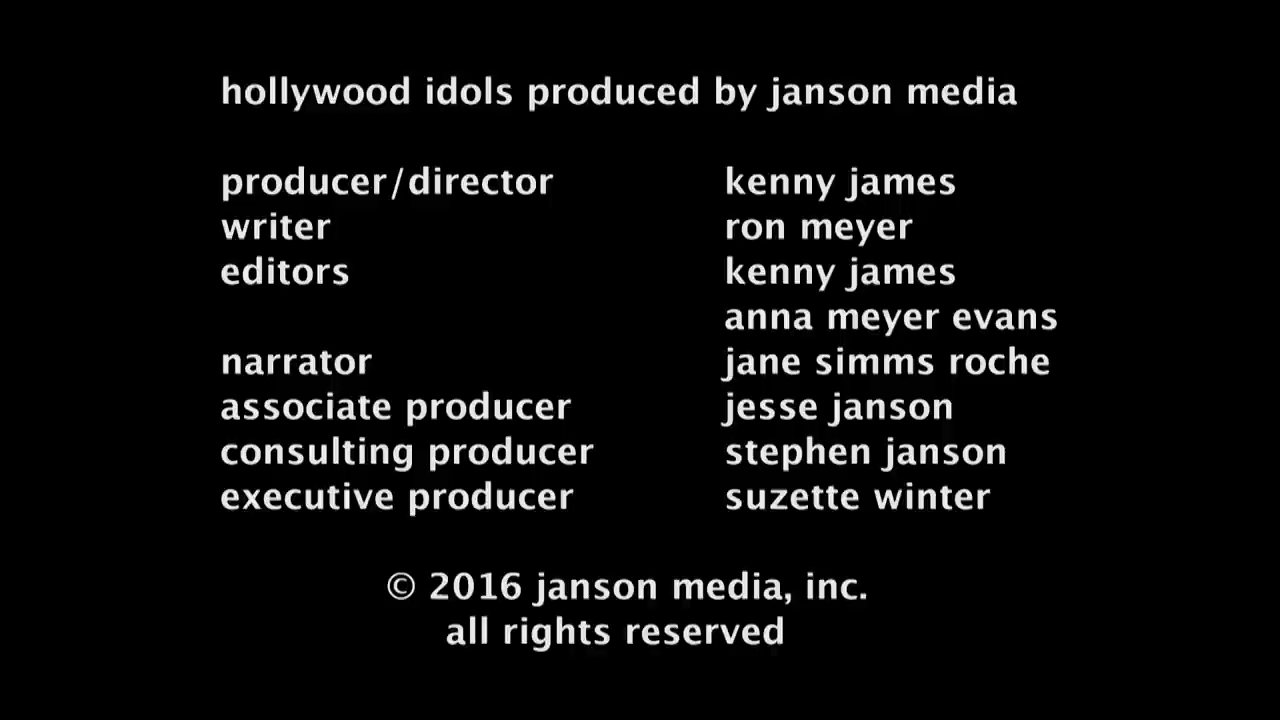 hollywood idols produced by janson media
producer/director kenny james
writer ron meyer
editors kenny james
anna meyer evans
narrator jane simms roche
associate producer jesse janson
consulting producer stephen janson
executive producer suzette winter
© 2016 janson media, inc.
all rights reserved